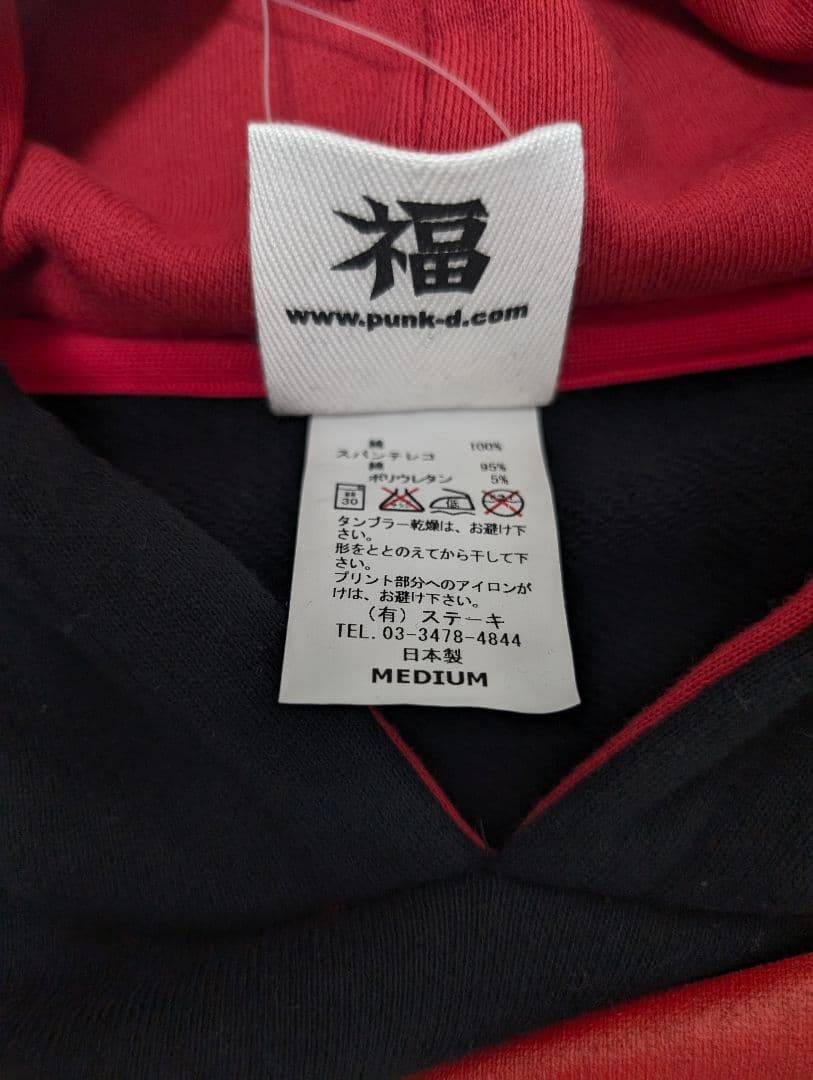 福
www.punk-d.com
綿 100%
スパンテレコ
綿 95%
ポリウレタン 5%
30
低
タンブラー乾燥は、お避け下
さい。
形をととのえてから干して下
さい。
プリント部分へのアイロンが
けは、お避け下さい。
(有) ステーキ
TEL. 03-3478-4844
日本製
MEDIUM